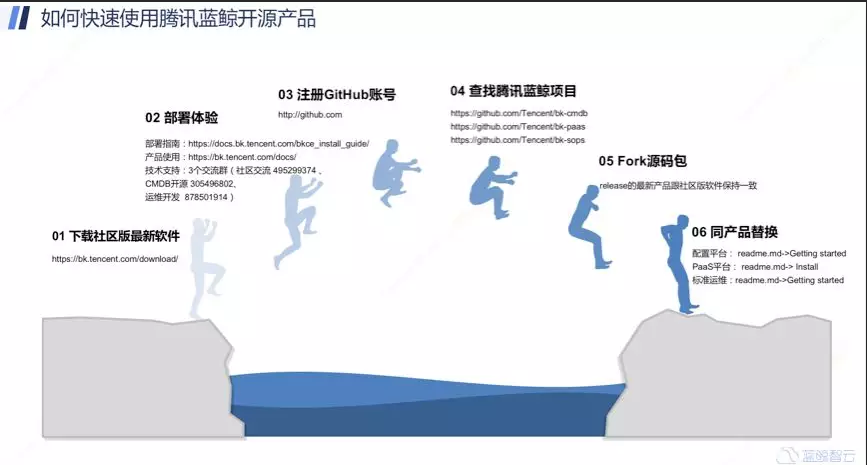 如何快速使用腾讯蓝鲸开源产品
01 下载社区版最新软件
https://bk.tencent.com/download/
02 部署体验
部署指南：https://docs.bk.tencent.com/bkce_install_guide/
产品使用：https://bk.tencent.com/docs/
技术支持：3个交流群（社区交流 495299374，
CMDB开源 305496802,
运维开发 878501914）
03 注册GitHub账号
http://github.com
04 查找腾讯蓝鲸项目
https://github.com/Tencent/bk-cmdb
https://github.com/Tencent/bk-paas
https://github.com/Tencent/bk-sops
05 Fork源码包
release的最新产品跟社区版软件保持一致
06 同产品替换
配置平台： readme.md->Getting started
PaaS平台： readme.md-> Install
标准运维：readme.md->Getting started
蓝鲸智云